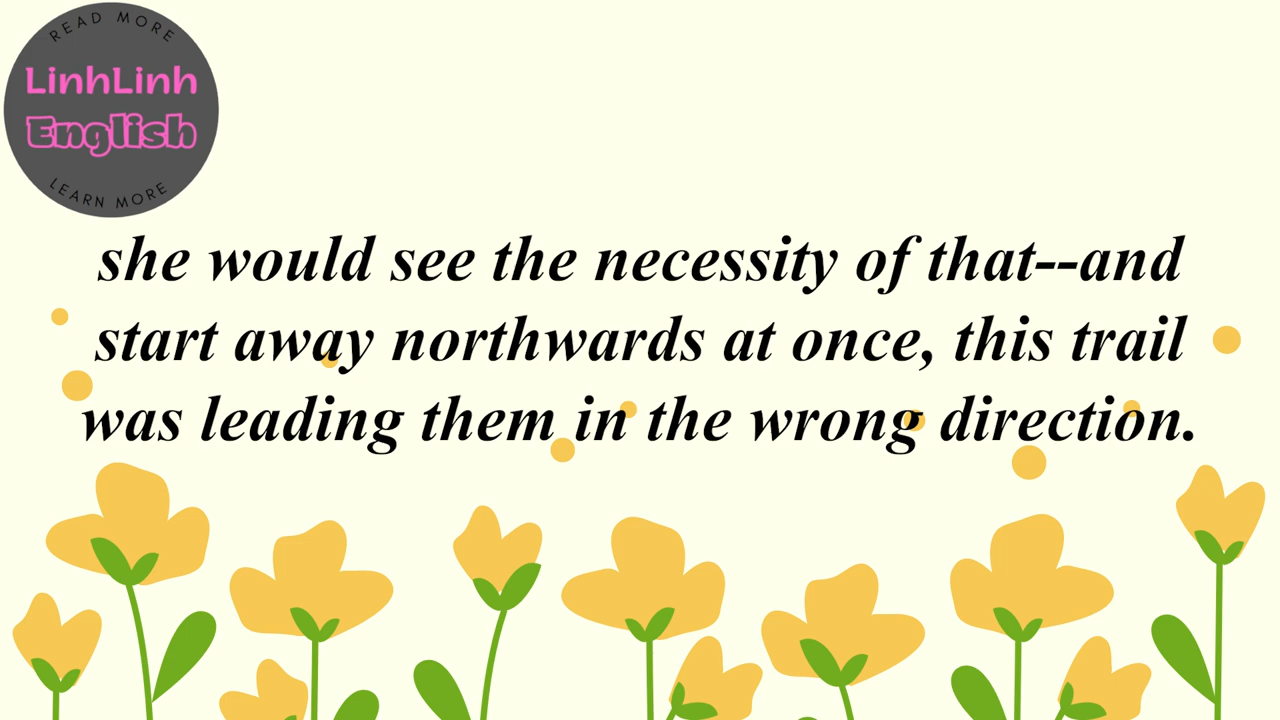 READ MORE
LinhLinh
English
LEARN MORE
she would see the necessity of that--and
start away northwards at once, this trail
was leading them in the wrong direction.